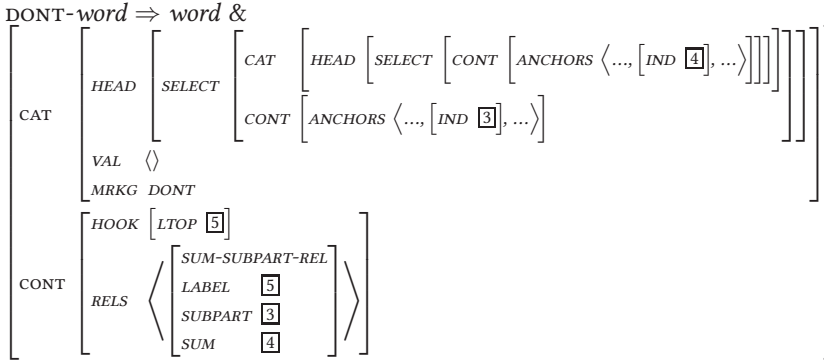 DONT-word ⇒ word &
CAT [HEAD [SELECT [CAT [HEAD [SELECT [CONT [ANCHORS ⟨..., [IND 4], ...⟩]]]]
CONT [ANCHORS ⟨..., [IND 3], ...⟩]]]
VAL ⟨⟩
MRKG DONT]
CONT [HOOK [LTOP 5]
RELS ⟨[SUM-SUBPART-REL
LABEL 5
SUBPART 3
SUM 4]⟩]